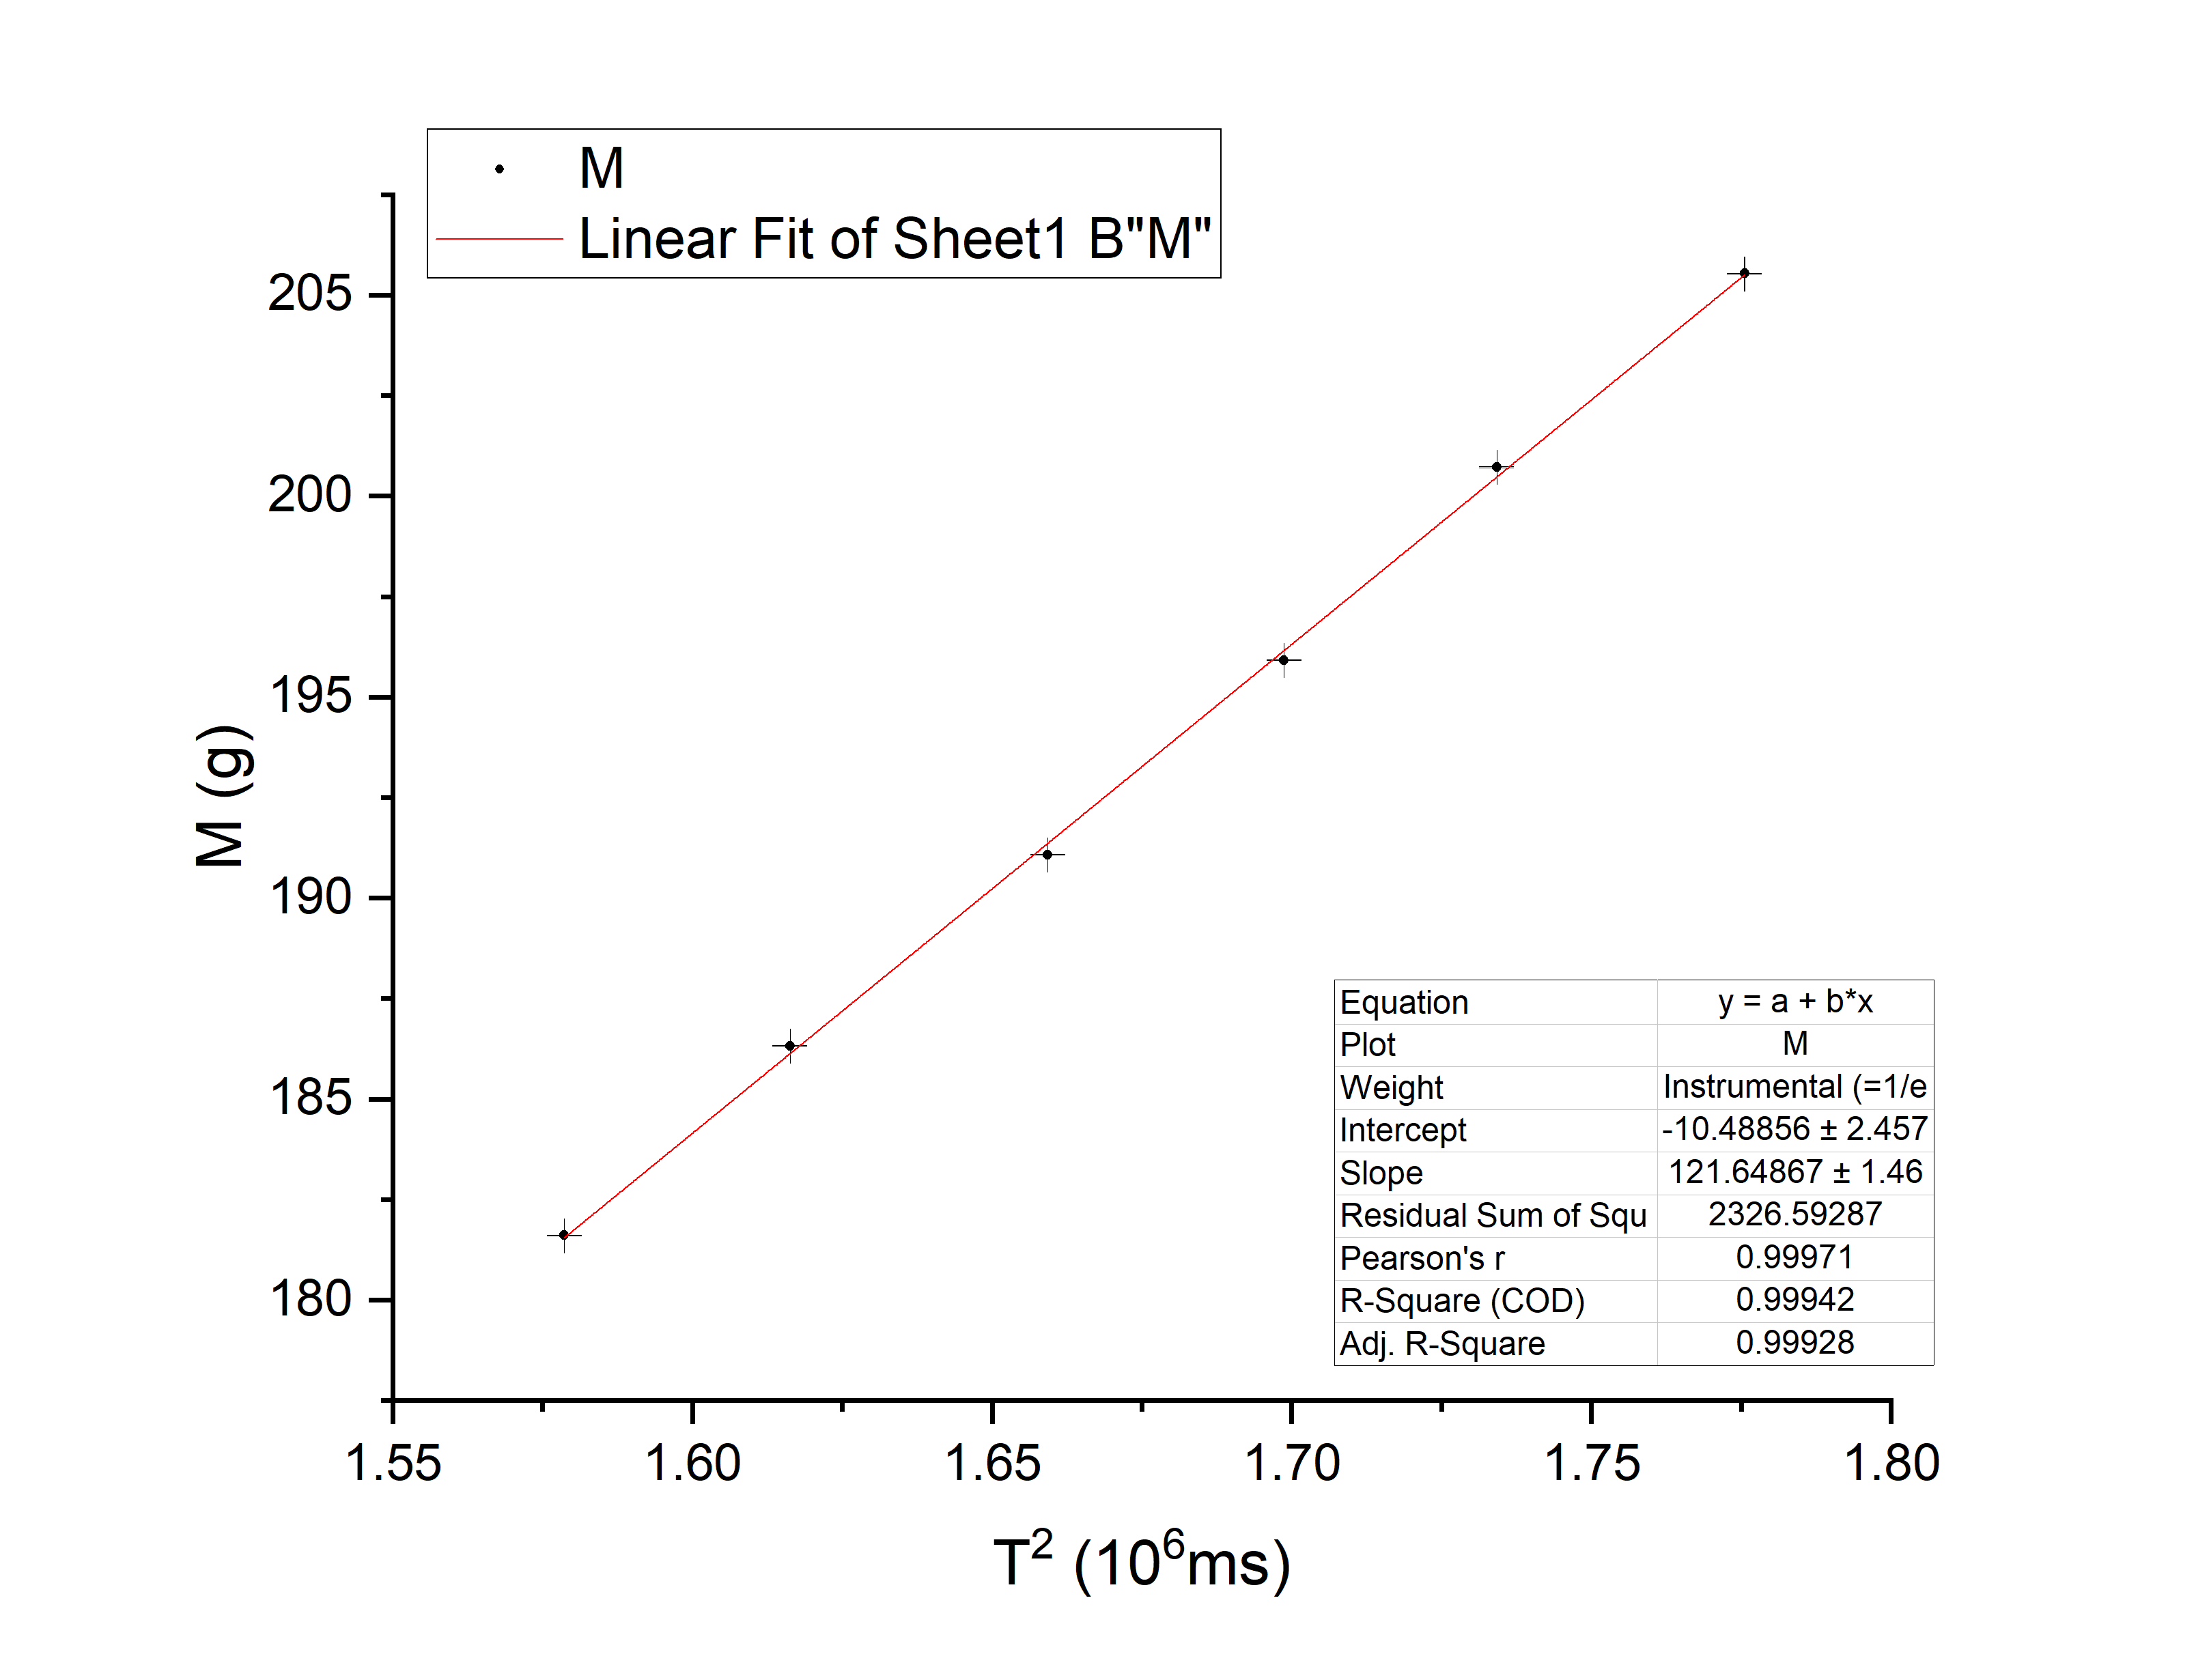 M
Linear Fit of Sheet1 B"M"
205
200
195
190
185
180
M (g)
Equation y = a + b*x
Plot M
Weight Instrumental (=1/e
Intercept -10.48856 ± 2.457
Slope 121.64867 ± 1.46
Residual Sum of Squ 2326.59287
Pearson's r 0.99971
R-Square (COD) 0.99942
Adj. R-Square 0.99928
1.55 1.60 1.65 1.70 1.75 1.80
T² (10⁶ms)